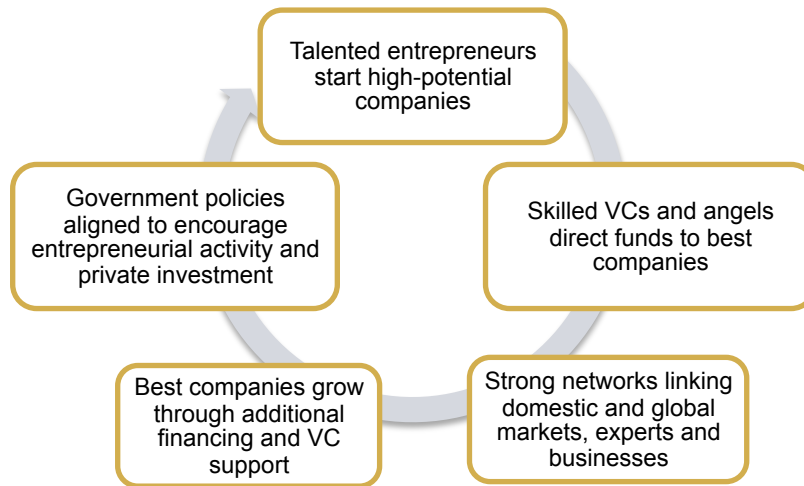 Talented entrepreneurs
start high-potential
companies
Skilled VCs and angels
direct funds to best
companies
Strong networks linking
domestic and global
markets, experts and
businesses
Best companies grow
through additional
financing and VC
support
Government policies
aligned to encourage
entrepreneurial activity and
private investment